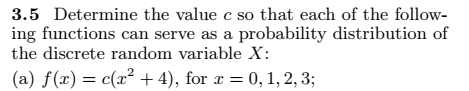 3.5 Determine the value c so that each of the follow-
ing functions can serve as a probability distribution of
the discrete random variable X:
(a) f(x) = c(x² + 4), for x = 0, 1, 2, 3;